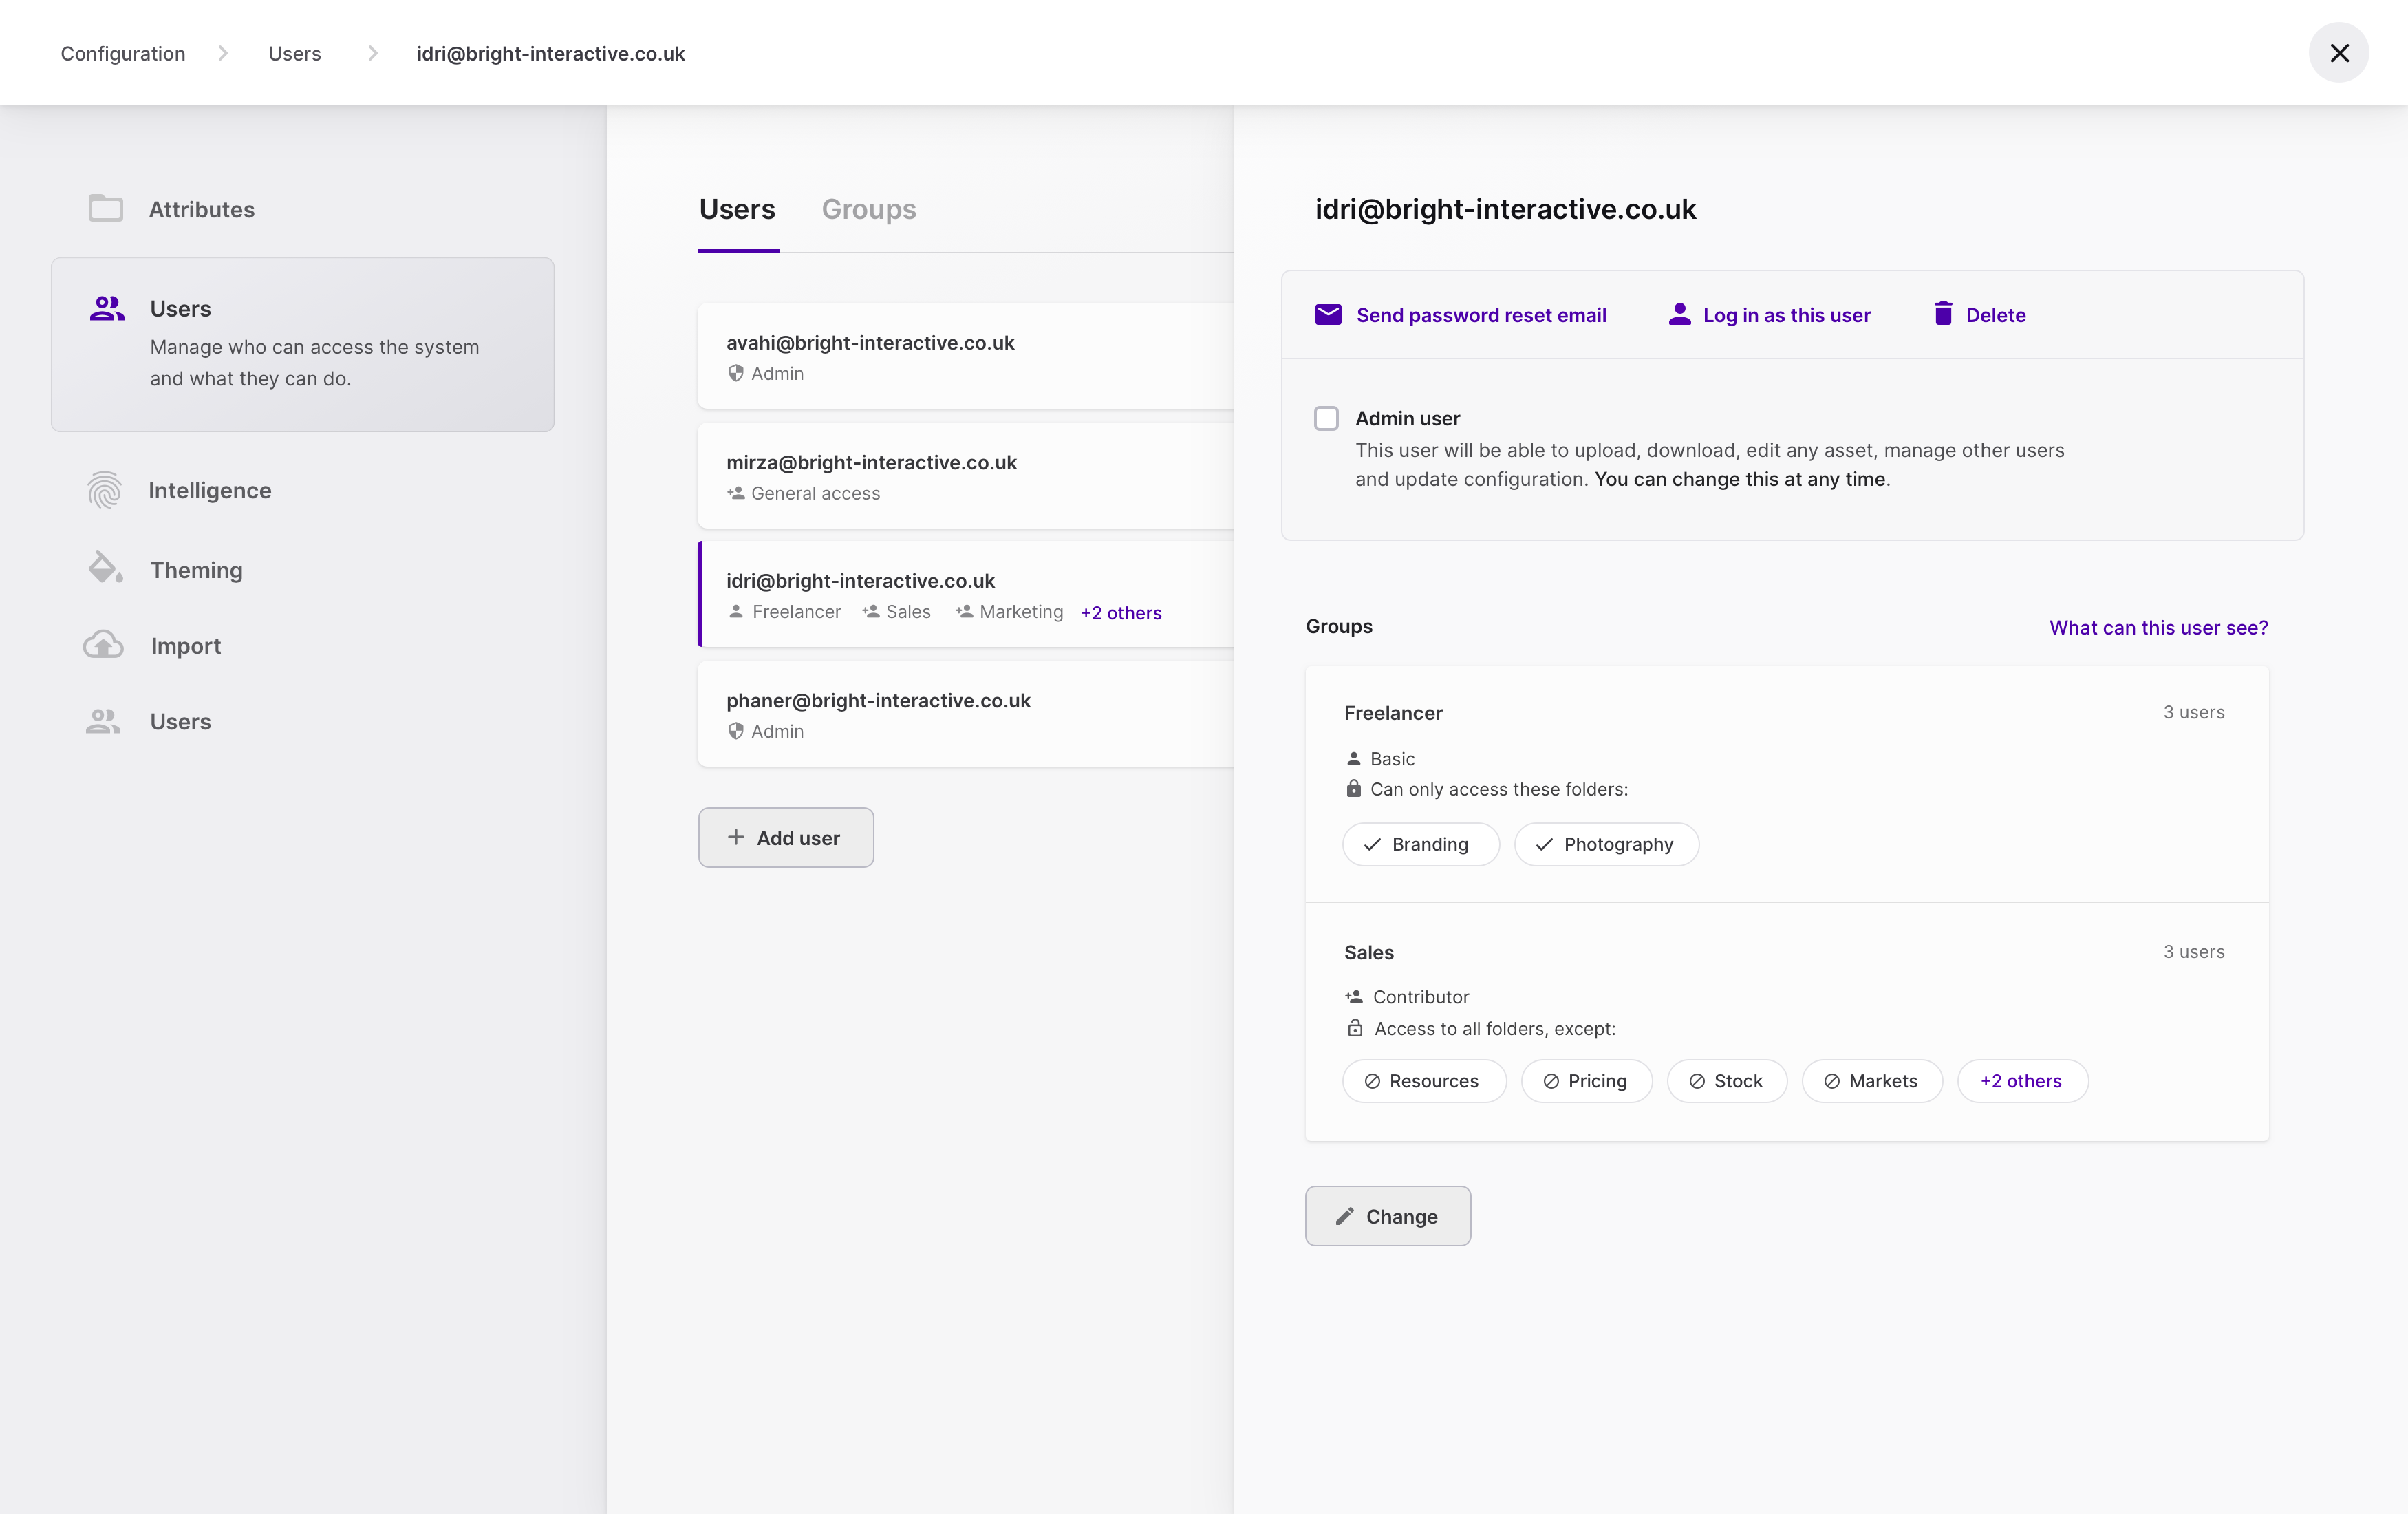 Configuration Users idri@bright-interactive.co.uk
Attributes
Users
Manage who can access the system
and what they can do.
Intelligence
Theming
Import
Users
Users Groups
avahi@bright-interactive.co.uk
Admin
mirza@bright-interactive.co.uk
General access
idri@bright-interactive.co.uk
Freelancer Sales Marketing +2 others
phaner@bright-interactive.co.uk
Admin
Add user
idri@bright-interactive.co.uk
Send password reset email Log in as this user Delete
Admin user
This user will be able to upload, download, edit any asset, manage other users
and update configuration. You can change this at any time.
Groups What can this user see?
Freelancer 3 users
Basic
Can only access these folders:
Branding Photography
Sales 3 users
Contributor
Access to all folders, except:
Resources Pricing Stock Markets +2 others
Change